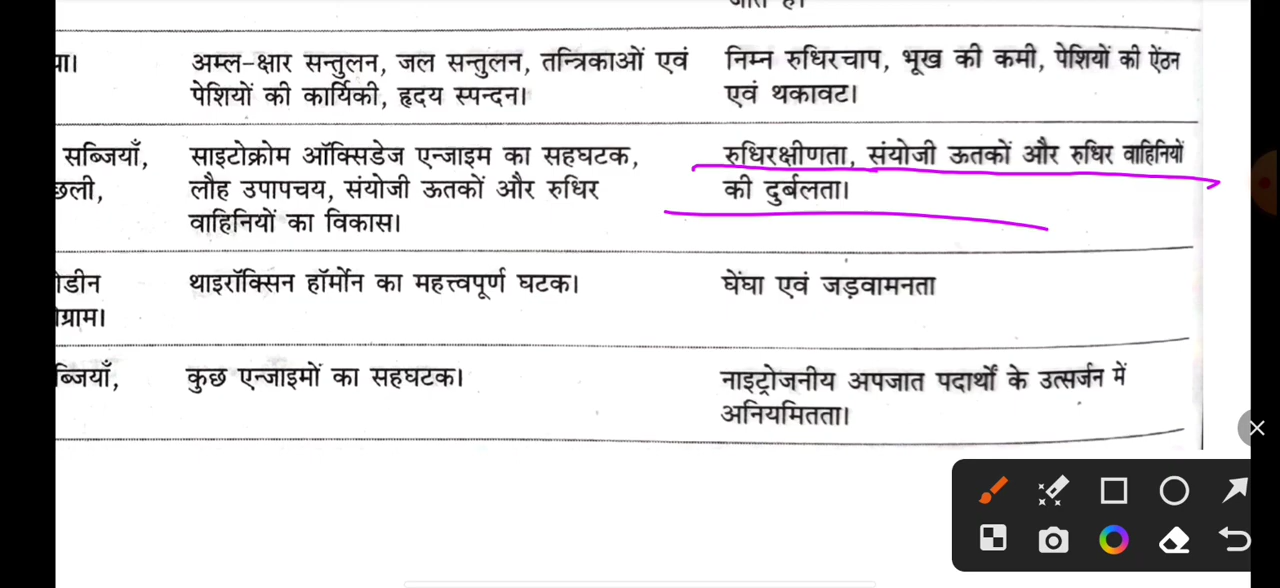 जाते हैं।
या।
अम्ल-क्षार सन्तुलन, जल सन्तुलन, तन्त्रिकाओं एवं
पेशियों की कार्यिकी, हृदय स्पन्दन।
निम्न रुधिरचाप, भूख की कमी, पेशियों की ऐंठन
एवं थकावट।
सब्जियाँ,
छली,
साइटोक्रोम ऑक्सिडेज एन्जाइम का सहघटक,
लौह उपापचय, संयोजी ऊतकों और रुधिर
वाहिनियों का विकास।
रुधिरक्षीणता, संयोजी ऊतकों और रुधिर वाहिनियों
की दुर्बलता।
ोडीन
ोग्राम।
थाइरॉक्सिन हॉर्मोन का महत्त्वपूर्ण घटक।
घेंघा एवं जड़वामनता
ब्जियाँ,
कुछ एन्जाइमों का सहघटक।
नाइट्रोजनीय अपजात पदार्थों के उत्सर्जन में
अनियमितता।